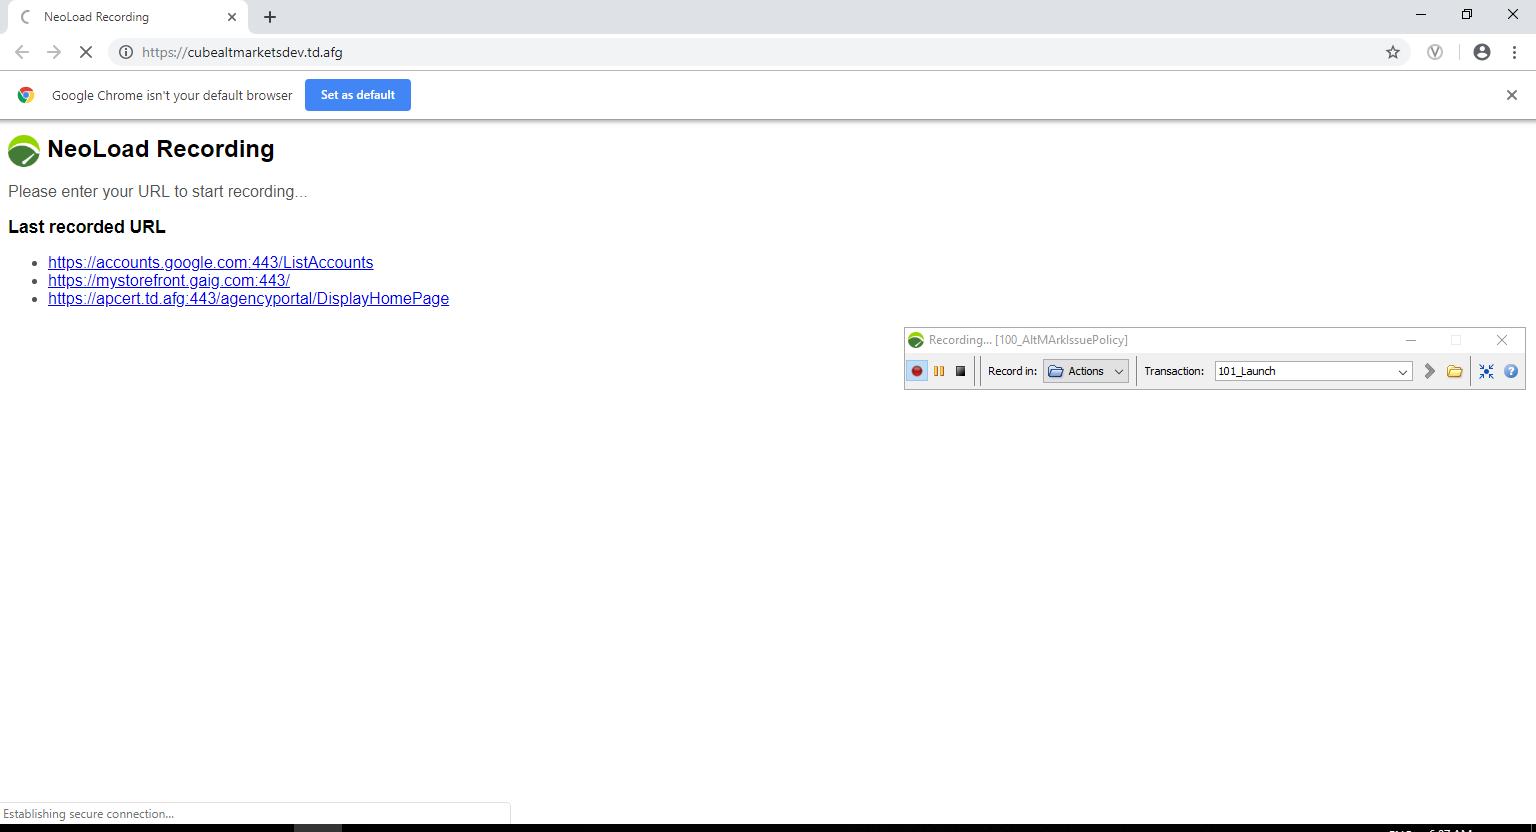 NeoLoad Recording
https://cubealtmarketsdev.td.afg
Google Chrome isn't your default browser
Set as default
NeoLoad Recording
Please enter your URL to start recording...
Last recorded URL
https://accounts.google.com:443/ListAccounts
https://mystorefront.gaig.com:443/
https://apcert.td.afg:443/agencyportal/DisplayHomePage
Recording... [100_AltMArkIssuePolicy]
Record in: Actions Transaction: 101_Launch
Establishing secure connection...